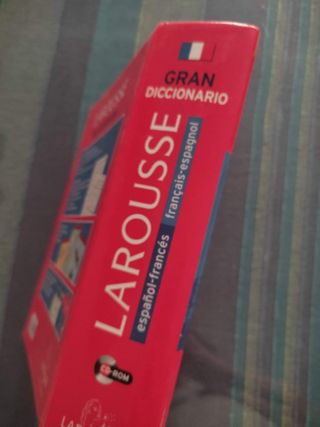 GRAN
DICCIONARIO
LAROUSSE
español-francés
français-espagnol
CD-ROM